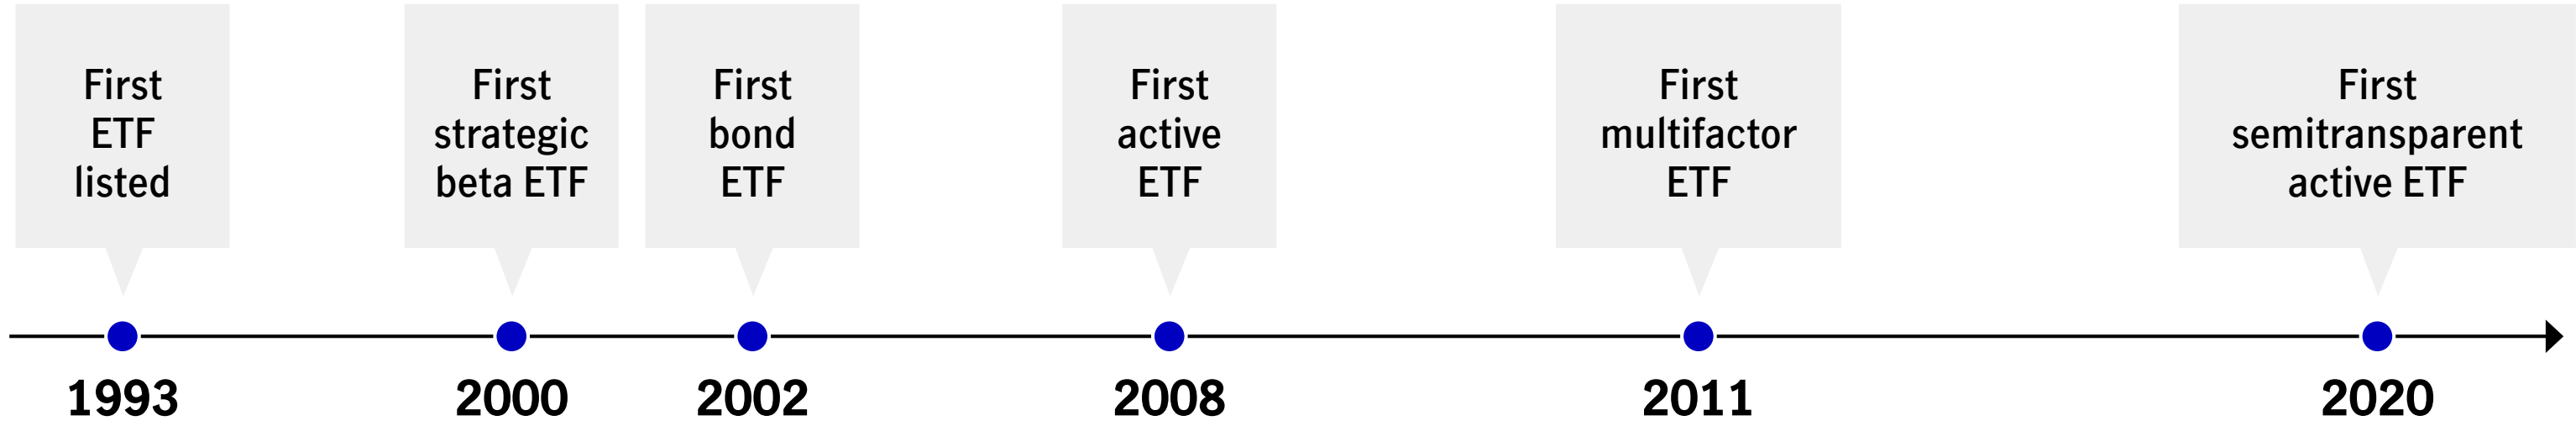 First
ETF
listed
First
strategic
beta ETF
First
bond
ETF
First
active
ETF
First
multifactor
ETF
First
semitransparent
active ETF
1993
2000
2002
2008
2011
2020